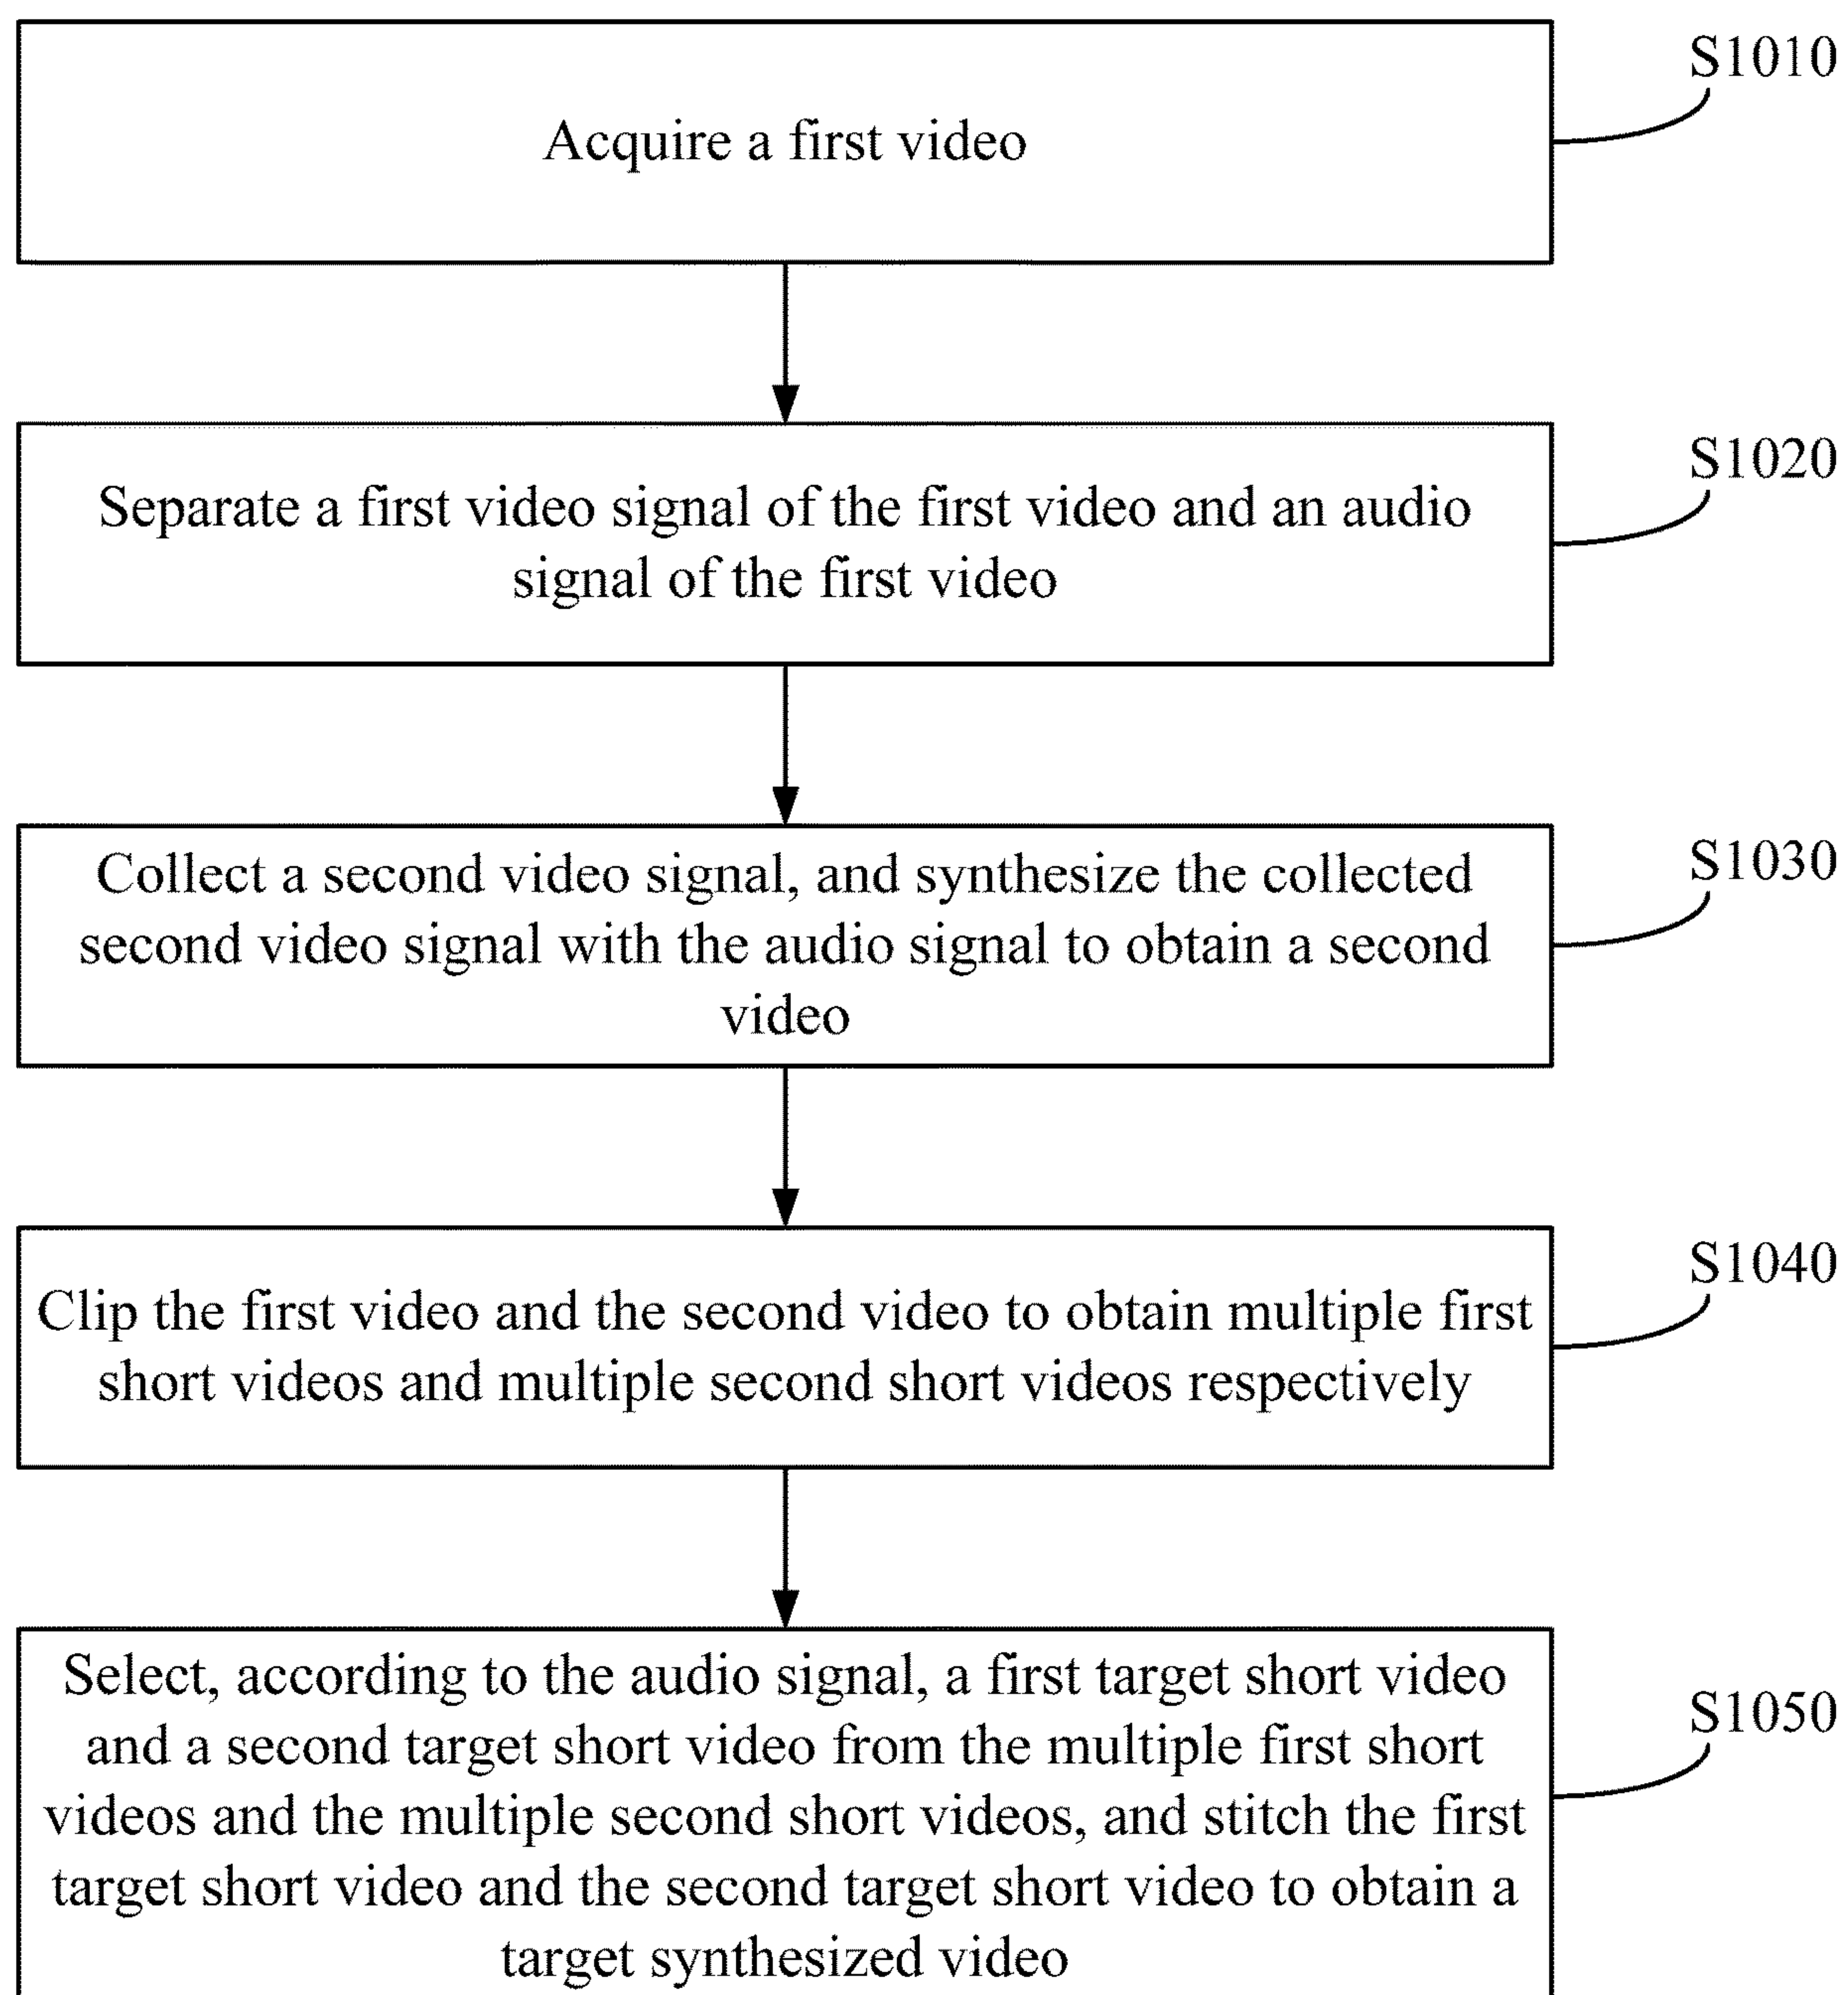 S1010
Acquire a first video
S1020
Separate a first video signal of the first video and an audio
signal of the first video
S1030
Collect a second video signal, and synthesize the collected
second video signal with the audio signal to obtain a second
video
S1040
Clip the first video and the second video to obtain multiple first
short videos and multiple second short videos respectively
S1050
Select, according to the audio signal, a first target short video
and a second target short video from the multiple first short
videos and the multiple second short videos, and stitch the first
target short video and the second target short video to obtain a
target synthesized video